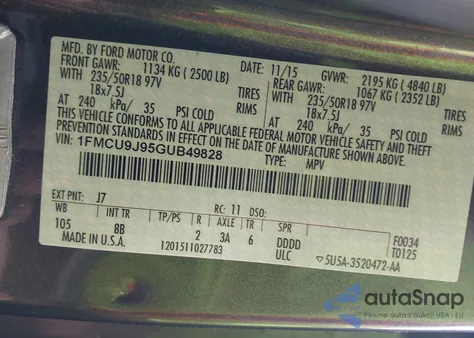 MFD. BY FORD MOTOR CO. 11/15 GVWR: 2195 KG (4840 LB)
FRONT GAWR: 1134 KG (2500 LB) REAR GAWR: 1067 KG (2352 LB)
WITH 235/50R18 97V TIRES WITH 235/50R18 97V TIRES
18x7.5J RIMS 18x7.5J RIMS
AT 240 kPa/ 35 PSI COLD AT 240 kPa/ 35 PSI COLD
THIS VEHICLE CONFORMS TO ALL APPLICABLE FEDERAL MOTOR VEHICLE SAFETY AND THEFT PREVENTION
STANDARDS IN EFFECT ON THE DATE OF MANUFACTURE SHOWN ABOVE.
VIN: 1FMCU9J95GUB49828 TYPE: MPV
EXT PNT: J7 RC: 11 DSO:
WB INT TR TP/PS R AXLE TR SPR F0034
105 8B 2 3A 6 DDDD T0125
MADE IN U.S.A. 1201511027783 ULC 5U5A-3520472-AA
autoSnap
Twoje auto z aukcji USA - EU